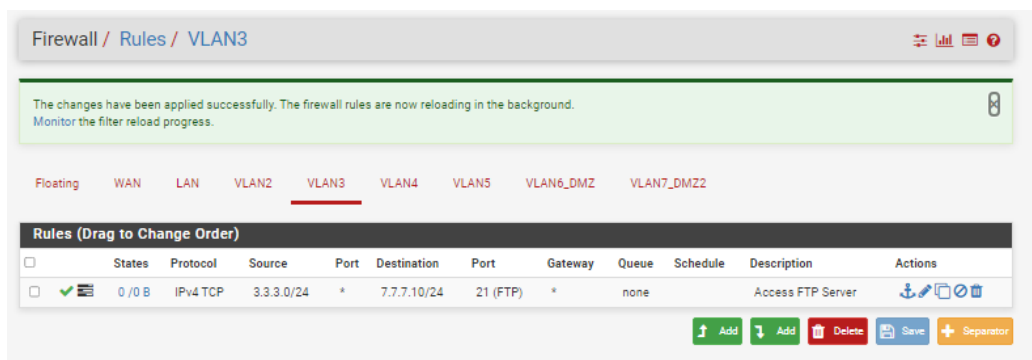 Firewall / Rules / VLAN3
The changes have been applied successfully. The firewall rules are now reloading in the background.
Monitor the filter reload progress.
Floating WAN LAN VLAN2 VLAN3 VLAN4 VLAN5 VLAN6_DMZ VLAN7_DMZ2
Rules (Drag to Change Order)
States Protocol Source Port Destination Port Gateway Queue Schedule Description Actions
0 /0 B IPv4 TCP 3.3.3.0/24 * 7.7.7.10/24 21 (FTP) * none Access FTP Server
Add Add Delete Save Separator